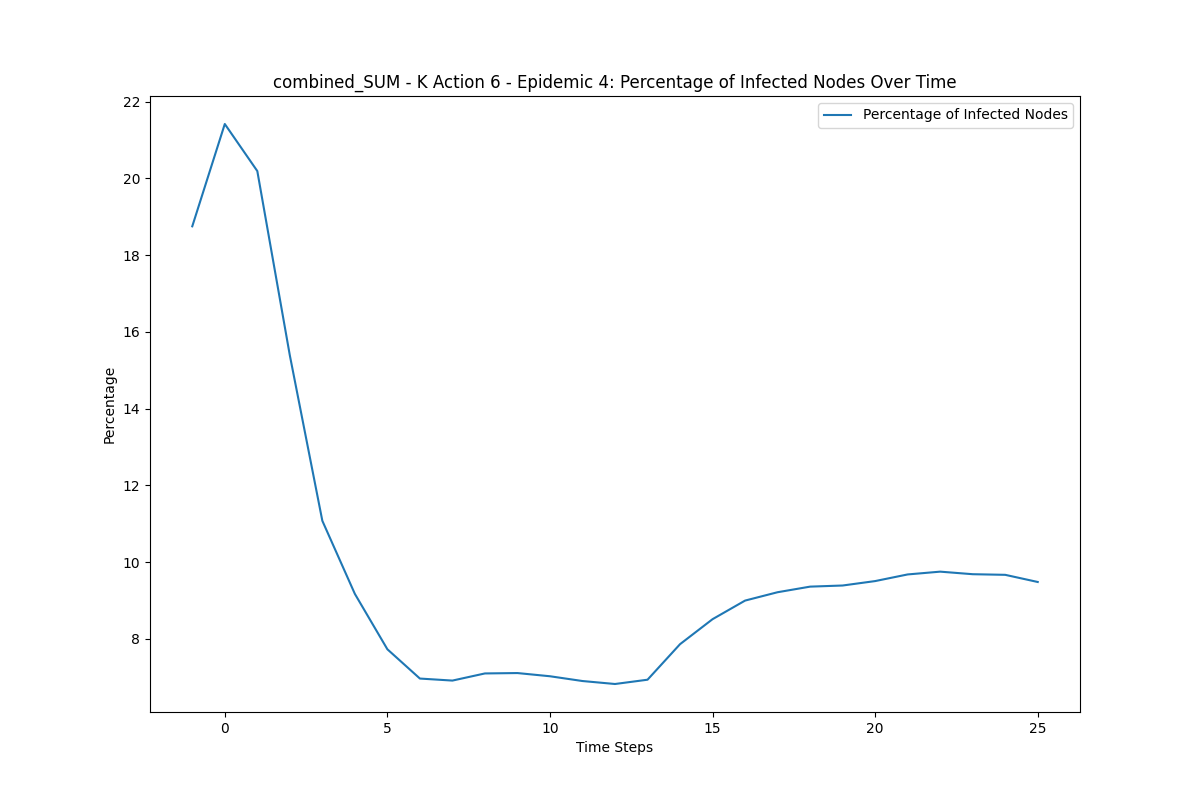 combined_SUM - K Action 6 - Epidemic 4: Percentage of Infected Nodes Over Time
Percentage of Infected Nodes
22
20
18
16
14
12
10
8
Percentage
0 5 10 15 20 25
Time Steps